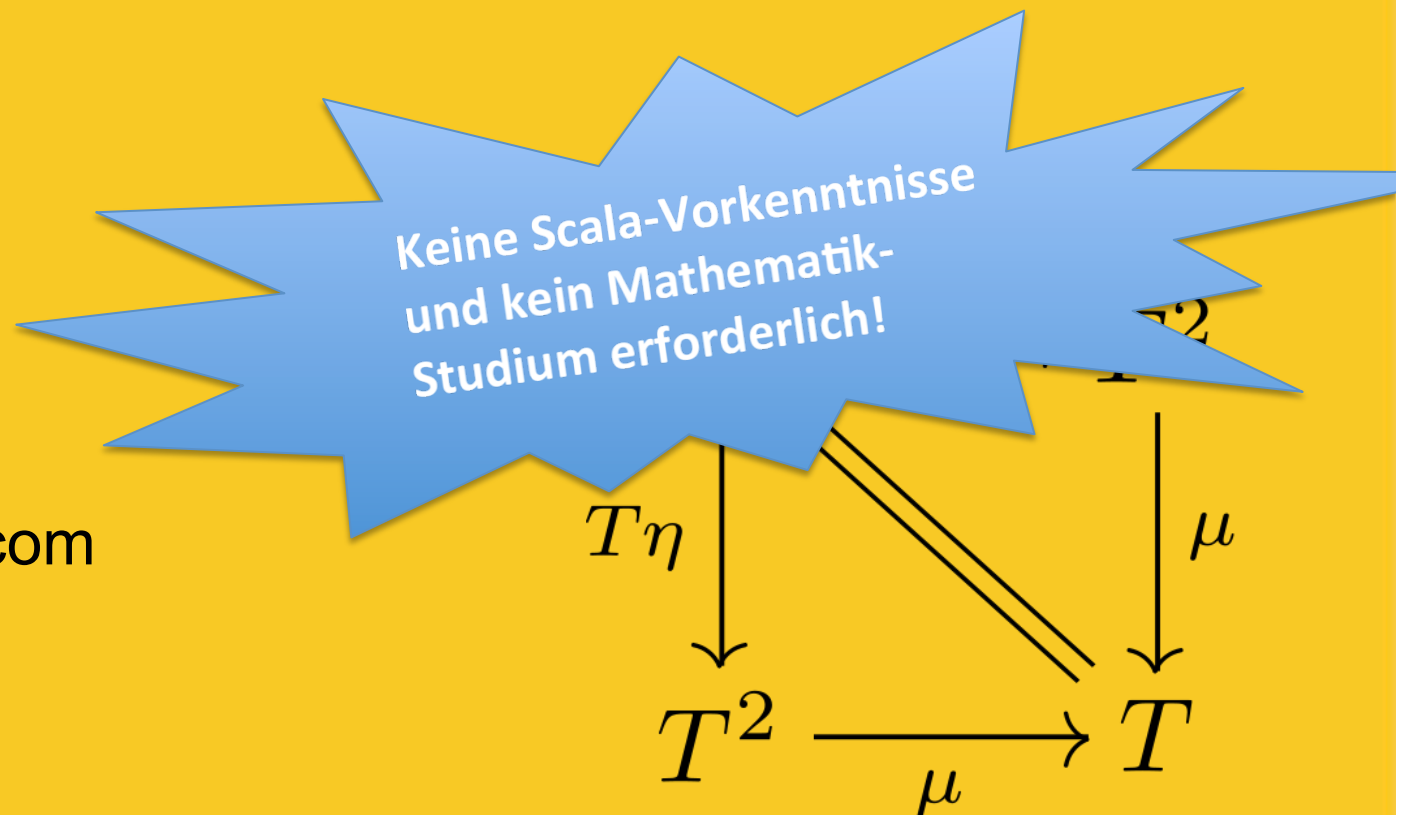 Keine Scala-Vorkenntnisse
und kein Mathematik-
Studium erforderlich!
com
Tη
μ
T² T
μ